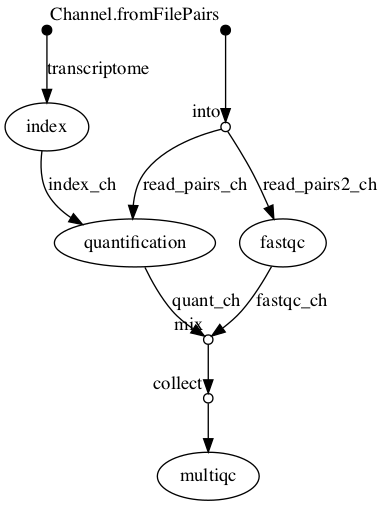 Channel.fromFilePairs
transcriptome
into
index
index_ch
read_pairs_ch
read_pairs2_ch
quantification
fastqc
quant_ch
fastqc_ch
mix
collect
multiqc